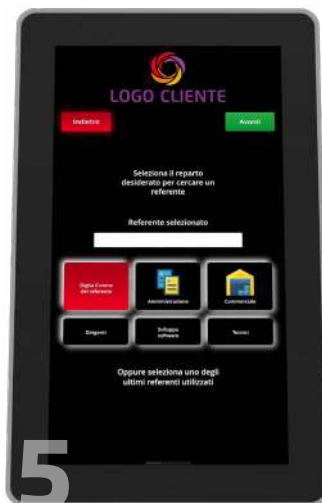 LOGO CLIENTE
Indietro
Avanti
Seleziona il reparto
desiderato per cercare un
referente
Referente selezionato
Digita il nome
del referente
Amministrazione
Commerciale
Dirigenti
Sviluppo
software
Tecnici
Oppure seleziona uno degli
ultimi referenti utilizzati
5